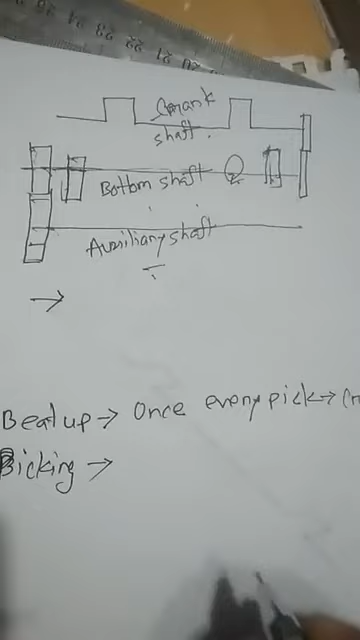 Crank
shaft.
Bottom shaft
Auxiliary shaft
Beat up → Once every pick →
Picking →